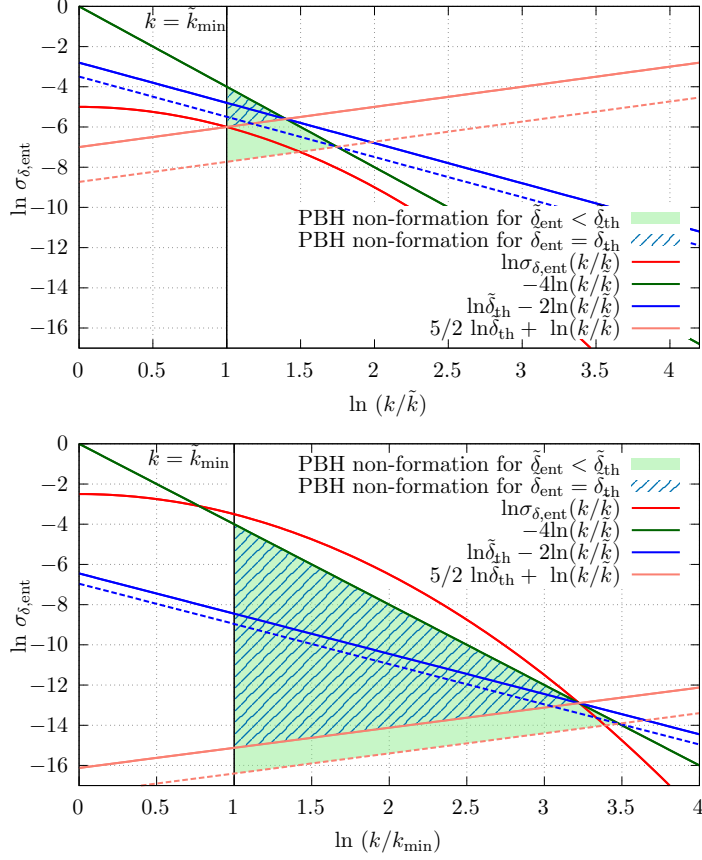 0
−2
−4
−6
−8
−10
−12
−14
−16
ln σδ,ent
k = k̃min
PBH non-formation for δ̃ent < δ̃th
PBH non-formation for δ̃ent = δ̃th
lnσδ,ent(k/k̃)
−4ln(k/k̃)
lnδ̃th − 2ln(k/k̃)
5/2 lnδ̃th + ln(k/k̃)
0 0.5 1 1.5 2 2.5 3 3.5 4
ln (k/k̃)
0
−2
−4
−6
−8
−10
−12
−14
−16
ln σδ,ent
k = k̃min
PBH non-formation for δ̃ent < δ̃th
PBH non-formation for δ̃ent = δ̃th
lnσδ,ent(k/k̃)
−4ln(k/k̃)
lnδ̃th − 2ln(k/k̃)
5/2 lnδ̃th + ln(k/k̃)
0 0.5 1 1.5 2 2.5 3 3.5 4
ln (k/kmin)